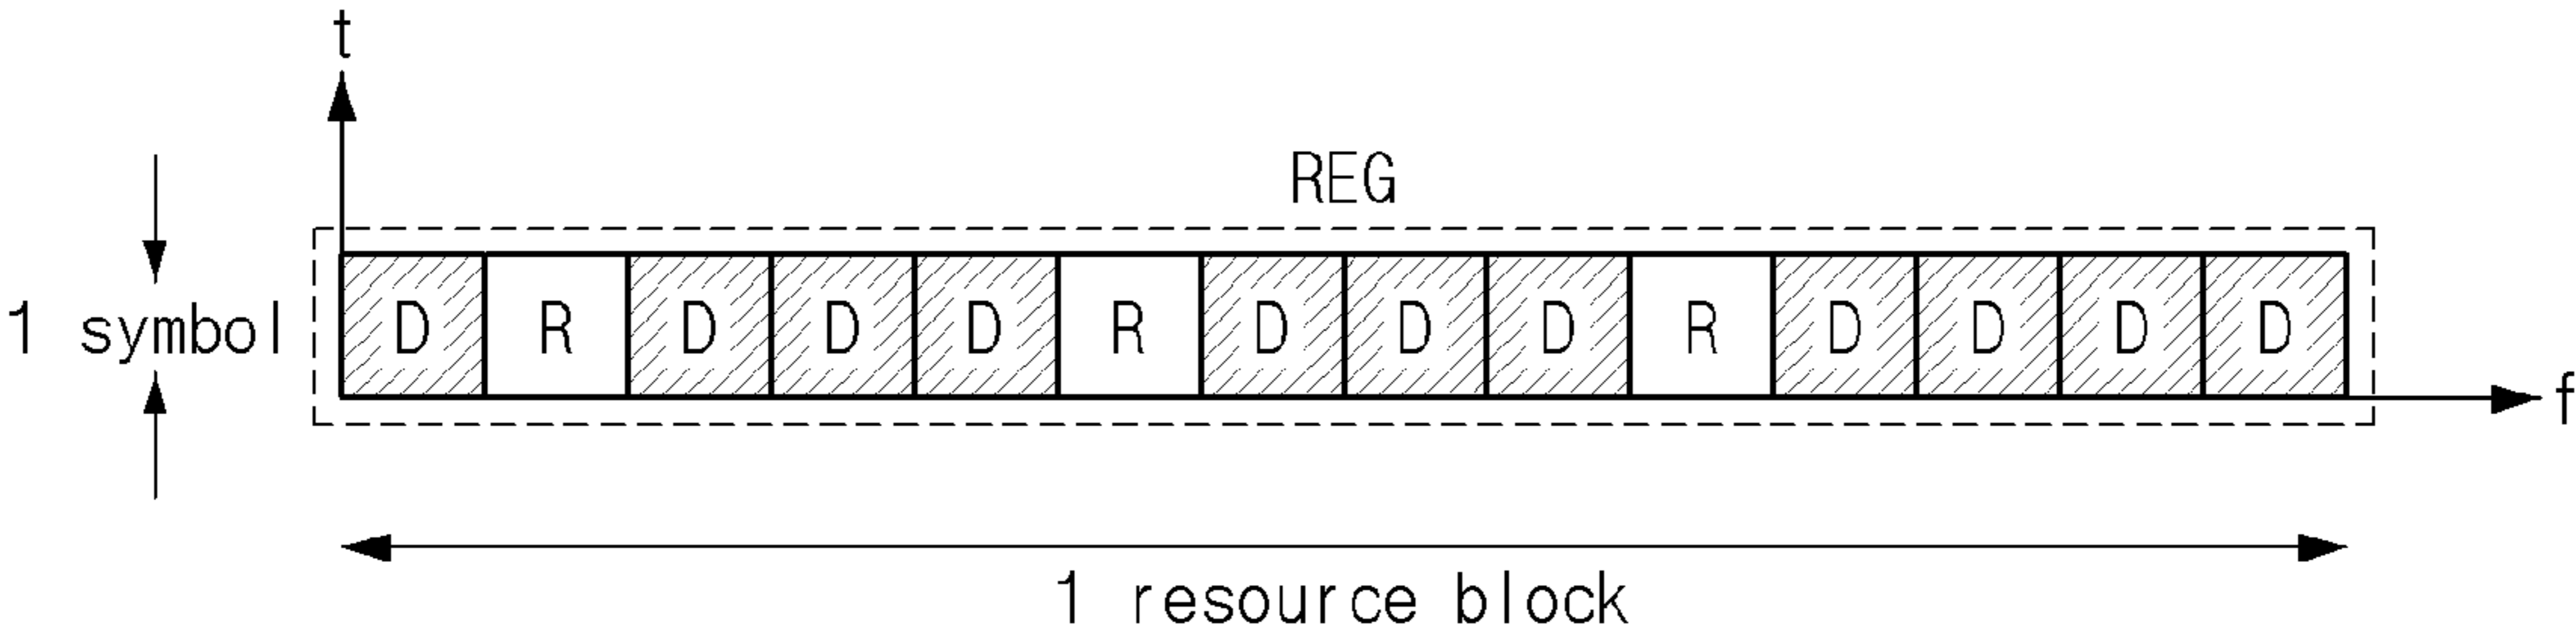 t
REG
1 symbol
D R D D D R D D D R D D D D
f
1 resource block